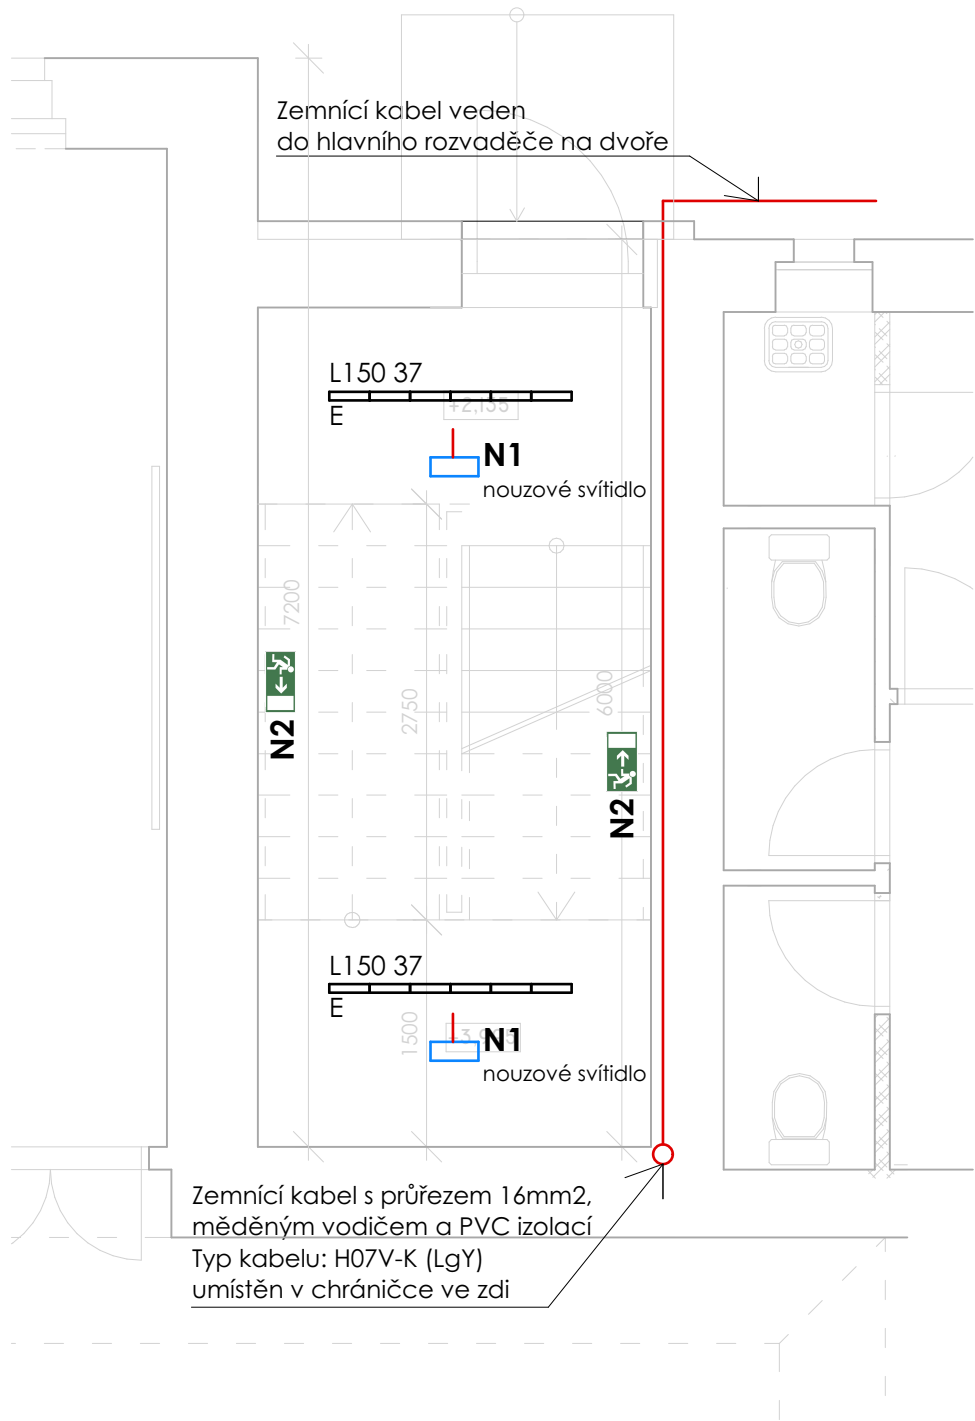 Zemnící kabel veden
do hlavního rozvaděče na dvoře
L150 37
E
+2,135
N1
nouzové svítidlo
7200
2750
6000
N2
N2
L150 37
E
1500
N1
nouzové svítidlo
Zemnící kabel s průřezem 16mm2,
měděným vodičem a PVC izolací
Typ kabelu: H07V-K (LgY)
umístěn v chráničce ve zdi